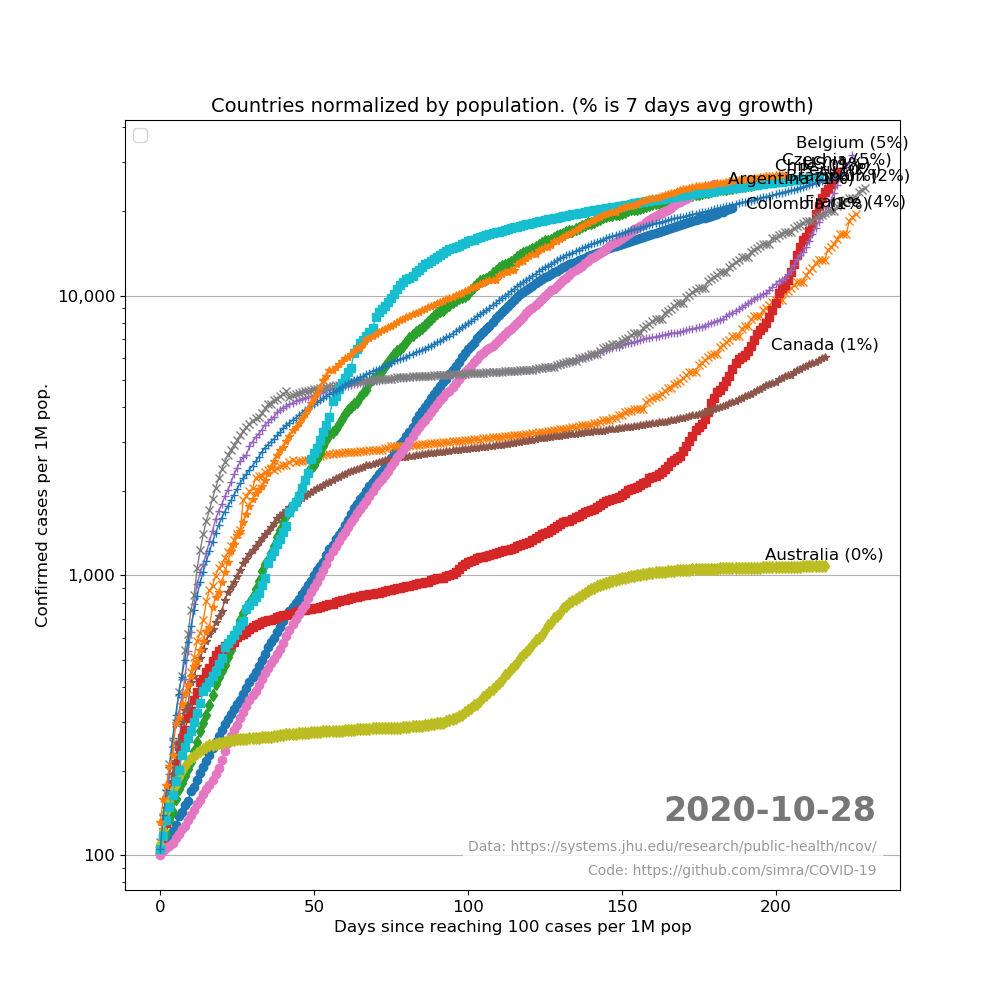 Countries normalized by population. (% is 7 days avg growth)
Belgium (5%)
Czechia (5%)
Argentina
Colombia (1%)
France (4%)
10,000
Canada (1%)
Confirmed cases per 1M pop.
Australia (0%)
1,000
2020-10-28
Data: https://systems.jhu.edu/research/public-health/ncov/
100
Code: https://github.com/simra/COVID-19
0 50 100 150 200
Days since reaching 100 cases per 1M pop